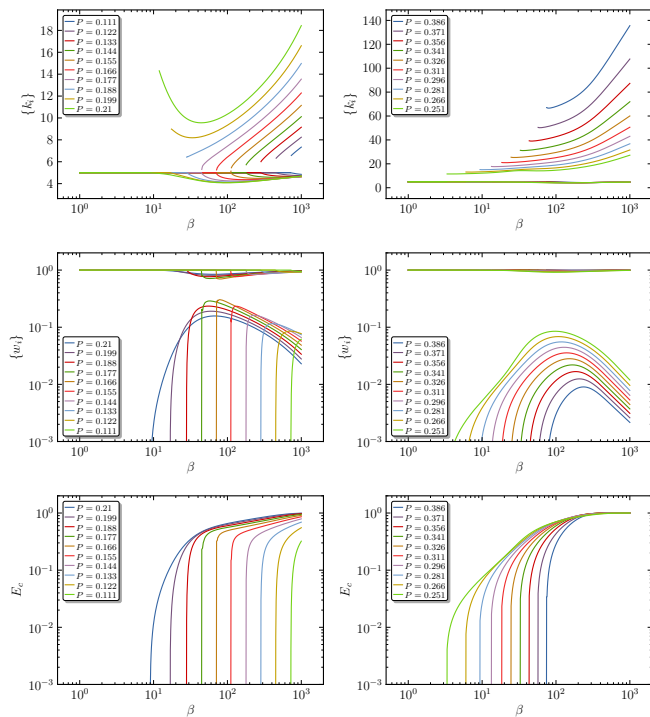 18
16
14
12
10
8
6
4
{k_i}
P = 0.111
P = 0.122
P = 0.133
P = 0.144
P = 0.155
P = 0.166
P = 0.177
P = 0.188
P = 0.199
P = 0.21
10^0 10^1 10^2 10^3
β
140
120
100
80
60
40
20
0
{k_i}
P = 0.386
P = 0.371
P = 0.356
P = 0.341
P = 0.326
P = 0.311
P = 0.296
P = 0.281
P = 0.266
P = 0.251
10^0 10^1 10^2 10^3
β
10^0
10^−1
10^−2
10^−3
{w_i}
P = 0.21
P = 0.199
P = 0.188
P = 0.177
P = 0.166
P = 0.155
P = 0.144
P = 0.133
P = 0.122
P = 0.111
10^0 10^1 10^2 10^3
β
10^0
10^−1
10^−2
10^−3
{w_i}
P = 0.386
P = 0.371
P = 0.356
P = 0.341
P = 0.326
P = 0.311
P = 0.296
P = 0.281
P = 0.266
P = 0.251
10^0 10^1 10^2 10^3
β
10^0
10^−1
10^−2
10^−3
E_c
P = 0.21
P = 0.199
P = 0.188
P = 0.177
P = 0.166
P = 0.155
P = 0.144
P = 0.133
P = 0.122
P = 0.111
10^0 10^1 10^2 10^3
β
10^0
10^−1
10^−2
10^−3
E_c
P = 0.386
P = 0.371
P = 0.356
P = 0.341
P = 0.326
P = 0.311
P = 0.296
P = 0.281
P = 0.266
P = 0.251
10^0 10^1 10^2 10^3
β